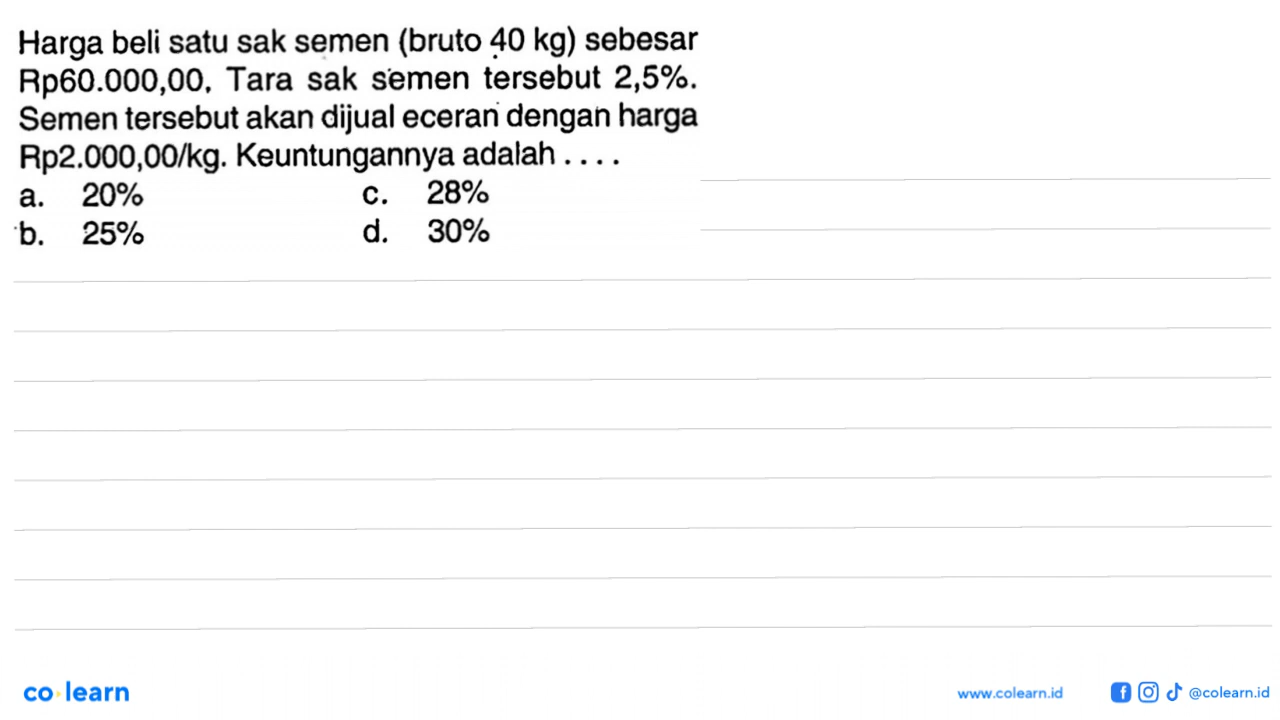 Harga beli satu sak semen (bruto 40 kg) sebesar
Rp60.000,00. Tara sak semen tersebut 2,5%.
Semen tersebut akan dijual eceran dengan harga
Rp2.000,00/kg. Keuntungannya adalah . . . .
a. 20% c. 28%
b. 25% d. 30%
co learn www.colearn.id @colearn.id